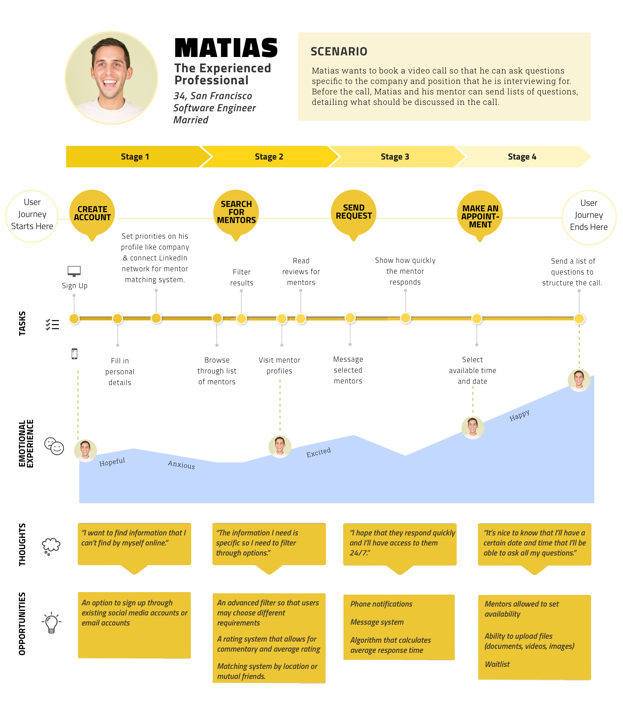 MATIAS
The Experienced
Professional
34, San Francisco
Software Engineer
Married
SCENARIO
Matias wants to book a video call so that he can ask questions
specific to the company and position that he is interviewing for.
Before the call, Matias and his mentor can send lists of questions,
detailing what should be discussed in the call.
Stage 1
Stage 2
Stage 3
Stage 4
User
Journey
Starts Here
CREATE
ACCOUNT
SEARCH
FOR
MENTORS
SEND
REQUEST
MAKE AN
APPOINT-
MENT
User
Journey
Ends Here
TASKS
Sign Up
Set priorities on his
profile like company
& connect LinkedIn
network for mentor
matching system.
Filter
results
Read
reviews for
mentors
Show how quickly
the mentor
responds
Send a list of
questions to
structure the call.
Fill in
personal
details
Browse
through list
of mentors
Visit mentor
profiles
Message
selected
mentors
Select
available time
and date
EMOTIONAL
EXPERIENCE
Hopeful
Anxious
Excited
Happy
THOUGHTS
"I want to find information that I
can't find by myself online."
"The information I need is
specific so I need to filter
through options."
"I hope that they respond quickly
and I'll have access to them
24/7."
"It's nice to know that I'll have a
certain date and time that I'll be
able to ask all my questions."
OPPORTUNITIES
An option to sign up through
existing social media accounts or
email accounts
An advanced filter so that users
may choose different
requirements
A rating system that allows for
commentary and average rating
Matching system by location or
mutual friends.
Phone notifications
Message system
Algorithm that calculates
average response time
Mentors allowed to set
availability
Ability to upload files
(documents, videos, images)
Waitlist